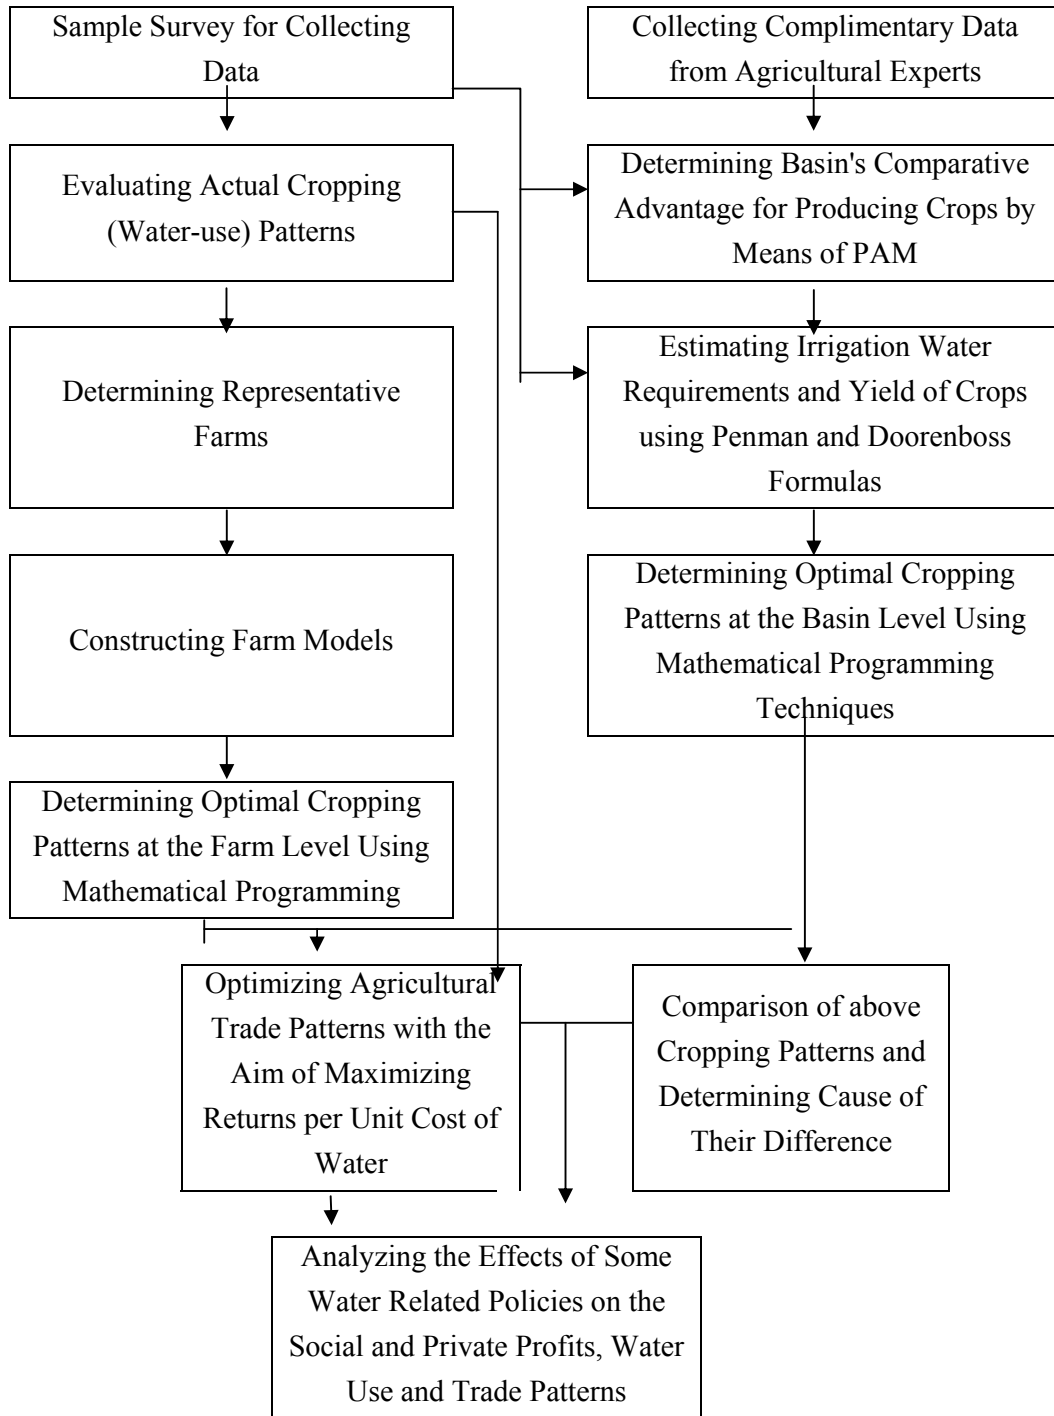 Sample Survey for Collecting
Data
Collecting Complimentary Data
from Agricultural Experts
Evaluating Actual Cropping
(Water-use) Patterns
Determining Basin's Comparative
Advantage for Producing Crops by
Means of PAM
Determining Representative
Farms
Estimating Irrigation Water
Requirements and Yield of Crops
using Penman and Doorenboss
Formulas
Constructing Farm Models
Determining Optimal Cropping
Patterns at the Basin Level Using
Mathematical Programming
Techniques
Determining Optimal Cropping
Patterns at the Farm Level Using
Mathematical Programming
Optimizing Agricultural
Trade Patterns with the
Aim of Maximizing
Returns per Unit Cost of
Water
Comparison of above
Cropping Patterns and
Determining Cause of
Their Difference
Analyzing the Effects of Some
Water Related Policies on the
Social and Private Profits, Water
Use and Trade Patterns